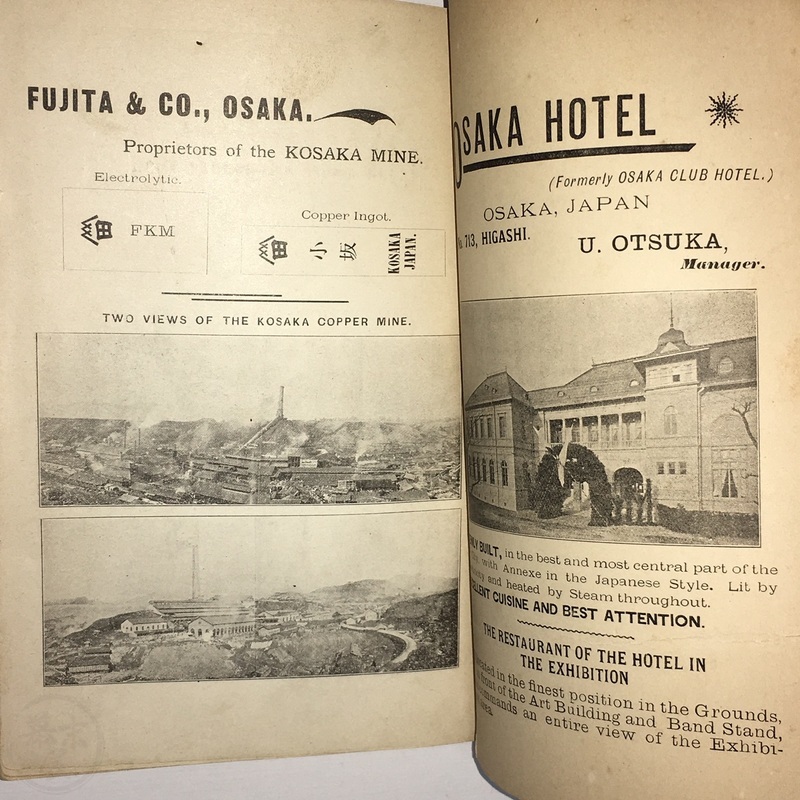 FUJITA & CO., OSAKA.
Proprietors of the KOSAKA MINE.
Electrolytic.
FKM
Copper Ingot.
小坂
KOSAKA JAPAN.
TWO VIEWS OF THE KOSAKA COPPER MINE.
OSAKA HOTEL
(Formerly OSAKA CLUB HOTEL.)
OSAKA, JAPAN
713, HIGASHI.
U. OTSUKA,
Manager.
BUILT, in the best and most central part of the
with Annexe in the Japanese Style. Lit by
and heated by Steam throughout.
CUISINE AND BEST ATTENTION.
THE RESTAURANT OF THE HOTEL IN
THE EXHIBITION
in the finest position in the Grounds,
front of the Art Building and Band Stand,
an entire view of the Exhibi-